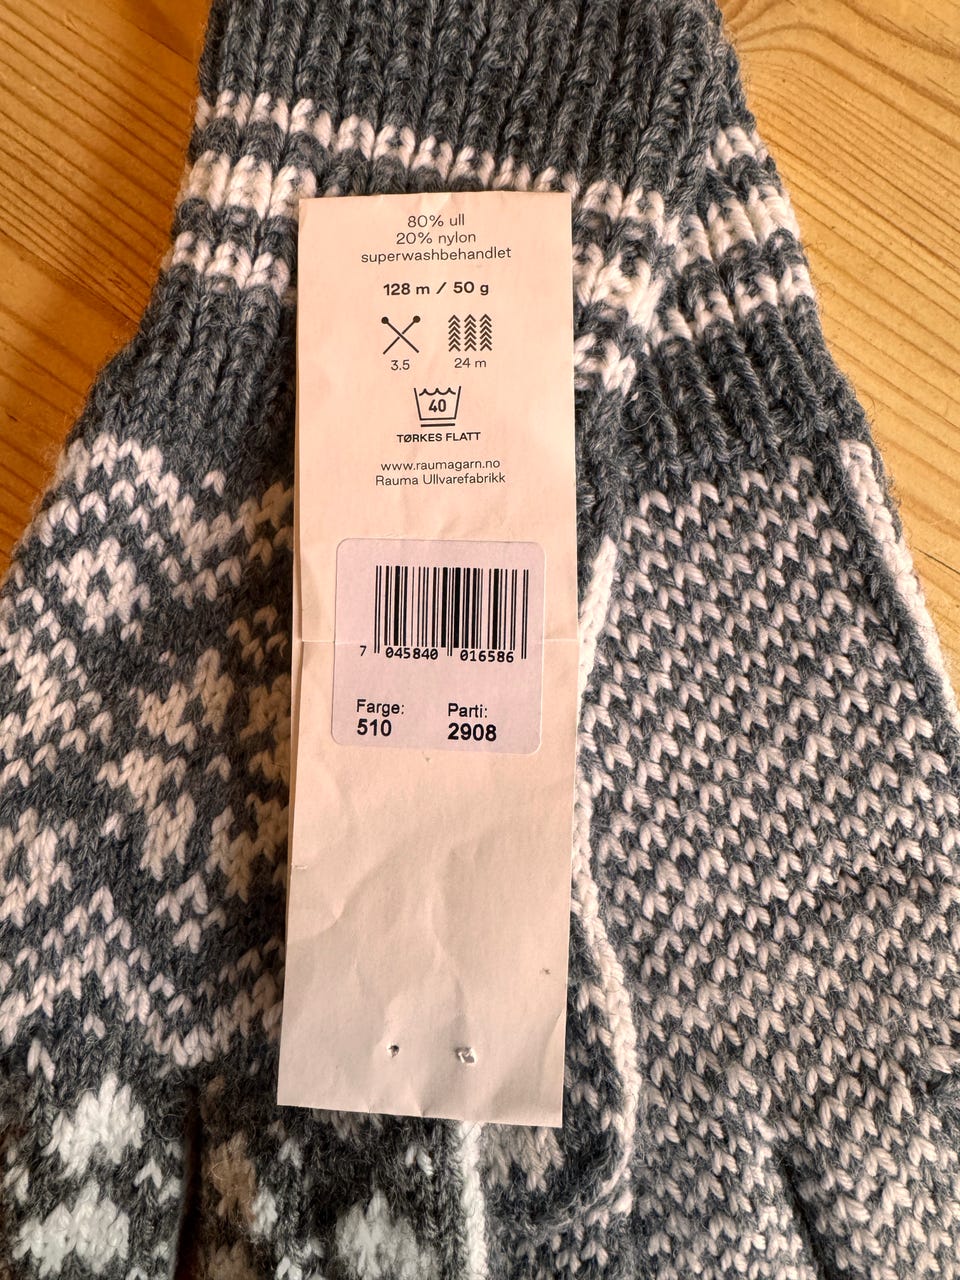 80% ull
20% nylon
superwashbehandlet
128 m / 50 g
3.5 24 m
40
TØRKES FLATT
www.raumagarn.no
Rauma Ullvarefabrikk
7 045840 016586
Farge: Parti:
510 2908